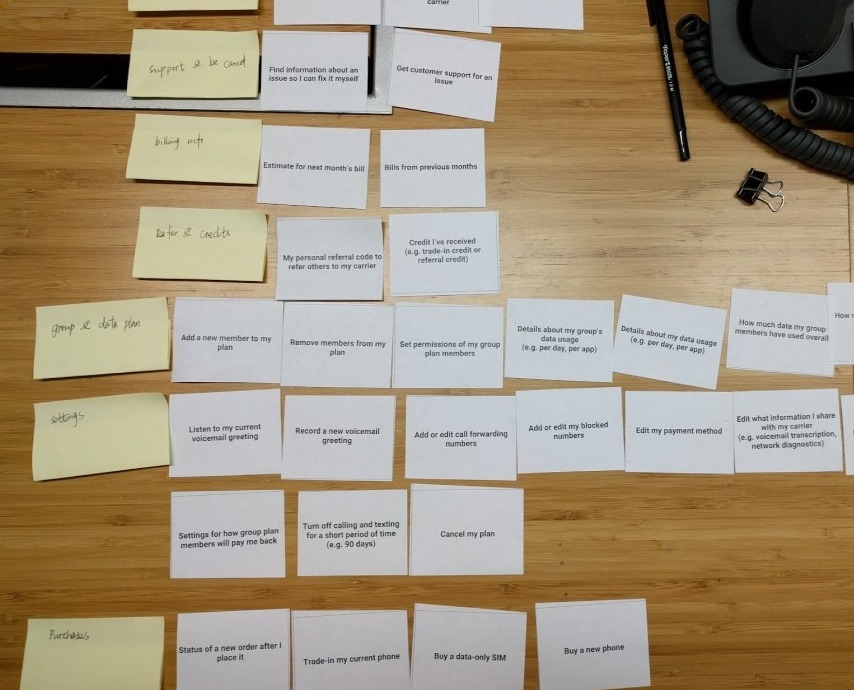 carrier
support & be cared
Find information about an
issue so I can fix it myself
Get customer support for an
issue
billing
Estimate for next month's bill
Bills from previous months
Refer & Credits
My personal referral code to
refer others to my carrier
Credit I've received
(e.g. trade-in credit or
referral credit)
group & data plan
Add a new member to my
plan
Remove members from my
plan
Set permissions of my group
plan members
Details about my group's
data usage
(e.g. per day, per app)
Details about my data usage
(e.g. per day, per app)
How much data my group
members have used overall
How
settings
Listen to my current
voicemail greeting
Record a new voicemail
greeting
Add or edit call forwarding
numbers
Add or edit my blocked
numbers
Edit my payment method
Edit what information I share
with my carrier
(e.g. voicemail transcription,
network diagnostics)
Settings for how group plan
members will pay me back
Turn off calling and texting
for a short period of time
(e.g. 90 days)
Cancel my plan
Purchases
Status of a new order after I
place it
Trade-in my current phone
Buy a data-only SIM
Buy a new phone